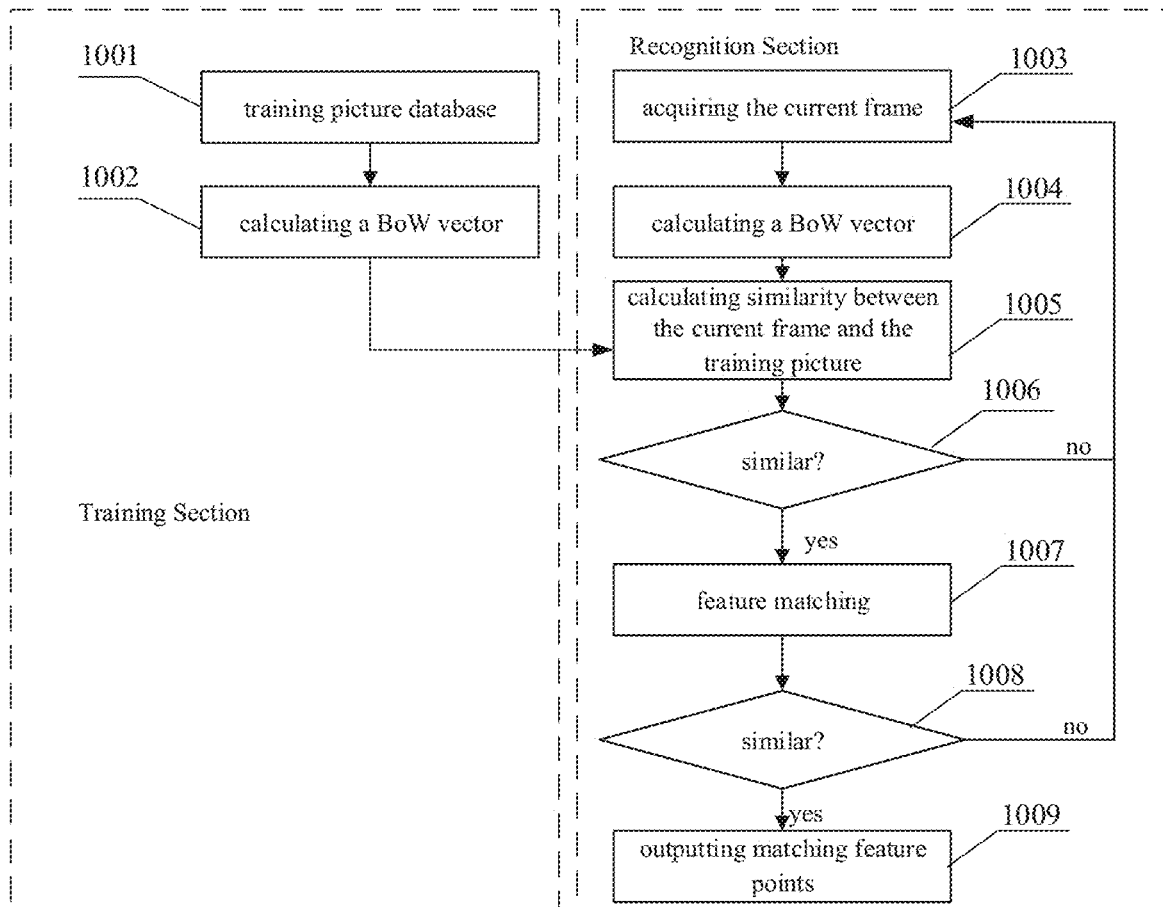 1001
training picture database
1002
calculating a BoW vector
Training Section
Recognition Section
1003
acquiring the current frame
1004
calculating a BoW vector
calculating similarity between
the current frame and the
training picture
1005
1006
similar?
no
yes
1007
feature matching
1008
similar?
no
yes
1009
outputting matching feature
points